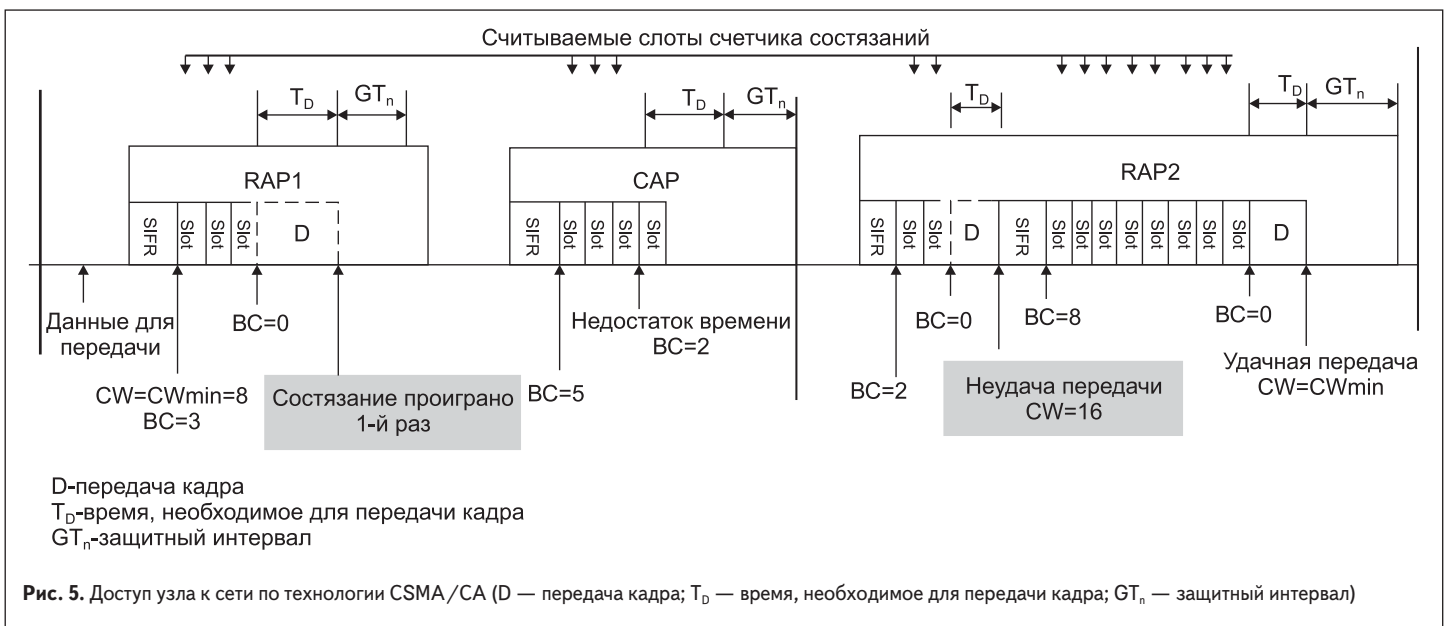 Считываемые слоты счетчика состязаний
T_D GT_n T_D GT_n T_D T_D GT_n
RAP1 CAP RAP2
SIFR Slot Slot Slot D SIFR Slot Slot Slot Slot SIFR Slot Slot D SIFR Slot Slot Slot Slot Slot Slot Slot Slot D
Данные для передачи
BC=0
CW=CWmin=8
BC=3
Состязание проиграно
1-й раз
BC=5
Недостаток времени
BC=2
BC=2
BC=0
BC=8
Неудача передачи
CW=16
BC=0
Удачная передача
CW=CWmin
D-передача кадра
T_D-время, необходимое для передачи кадра
GT_n-защитный интервал
Рис. 5. Доступ узла к сети по технологии CSMA/CA (D — передача кадра; T_D — время, необходимое для передачи кадра; GT_n — защитный интервал)